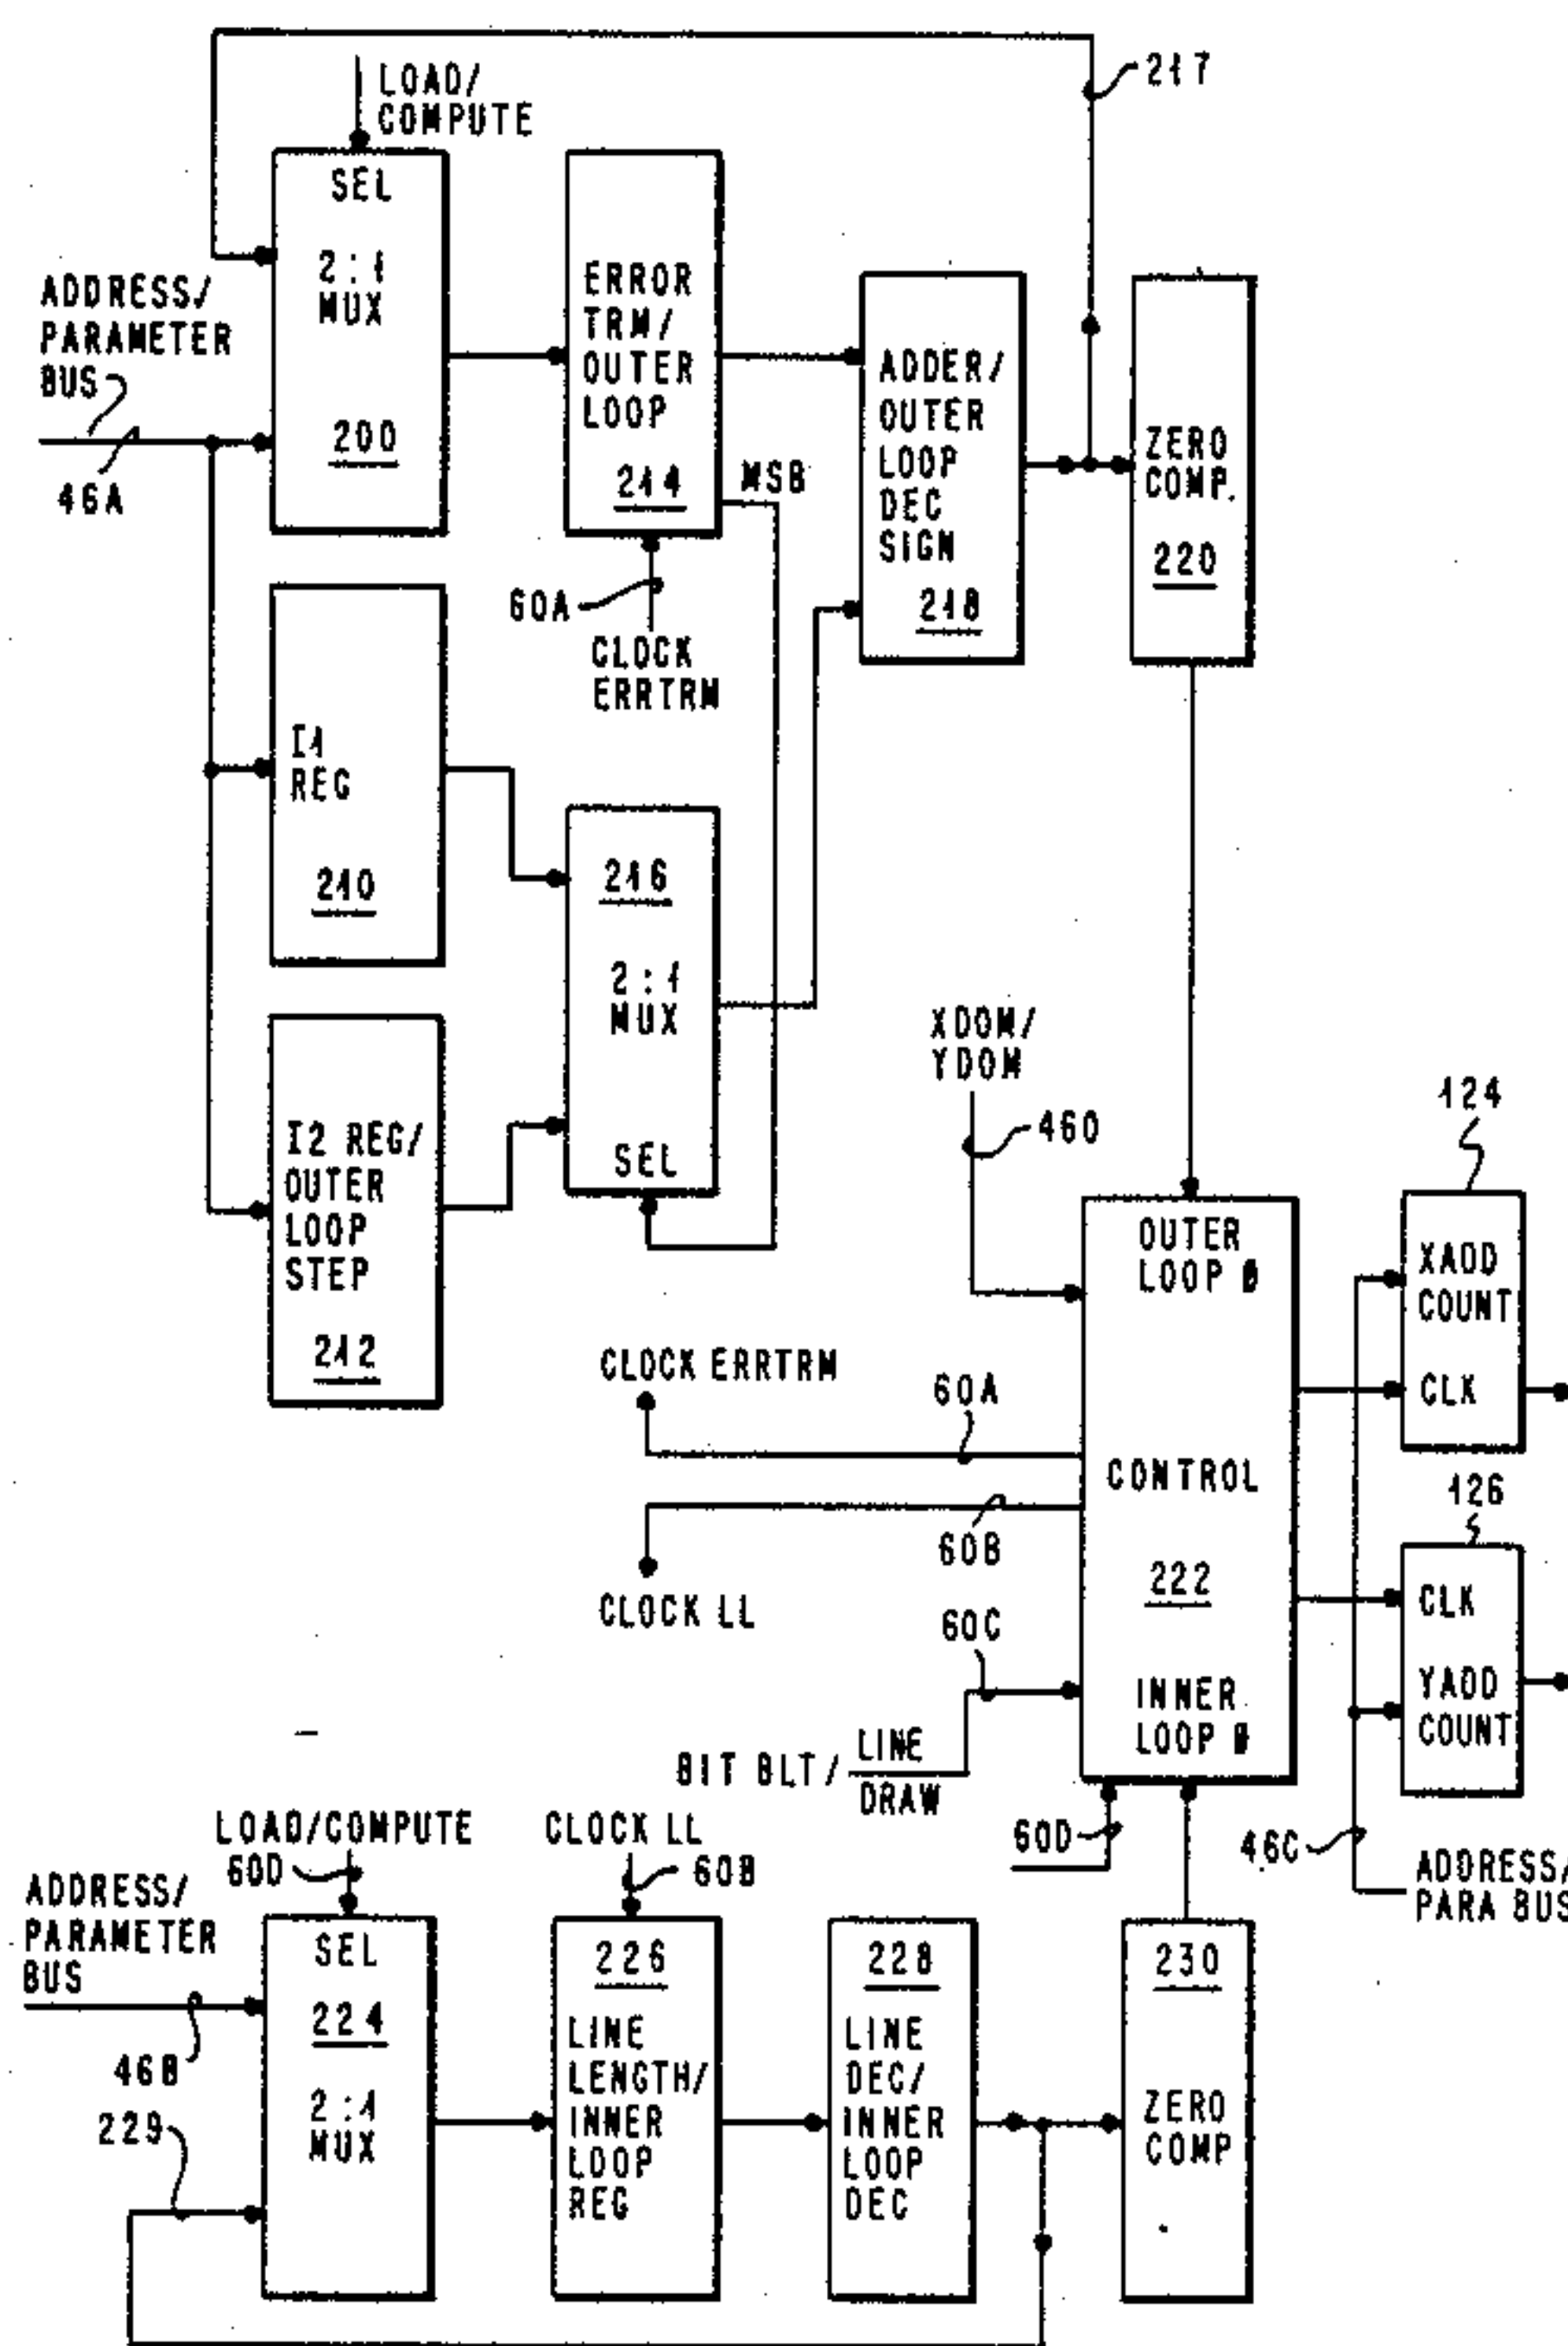 217
LOAD/
COMPUTE
SEL
2:1
MUX
200
ADDRESS/
PARAMETER
BUS
46A
ERROR
TRM/
OUTER
LOOP
214
MSB
60A
CLOCK
ERRTRM
ADDER/
OUTER
LOOP
DEC
SIGN
218
ZERO
COMP.
220
I1
REG
210
216
2:1
MUX
SEL
I2 REG/
OUTER
LOOP
STEP
212
XDOM/
YDOM
460
124
OUTER
LOOP Ø
XADD
COUNT
CLK
CLOCK ERRTRM
60A
CONTROL
60B
222
CLOCK LL
126
CLK
YADD
COUNT
60C
INNER
LOOP Ø
BIT BLT/
LINE
DRAW
60D
46C
ADDRESS/
PARA BUS
LOAD/COMPUTE
60D
CLOCK LL
60B
ADDRESS/
PARAMETER
BUS
46B
229
SEL
224
2:1
MUX
226
LINE
LENGTH/
INNER
LOOP
REG
228
LINE
DEC/
INNER
LOOP
DEC
230
ZERO
COMP